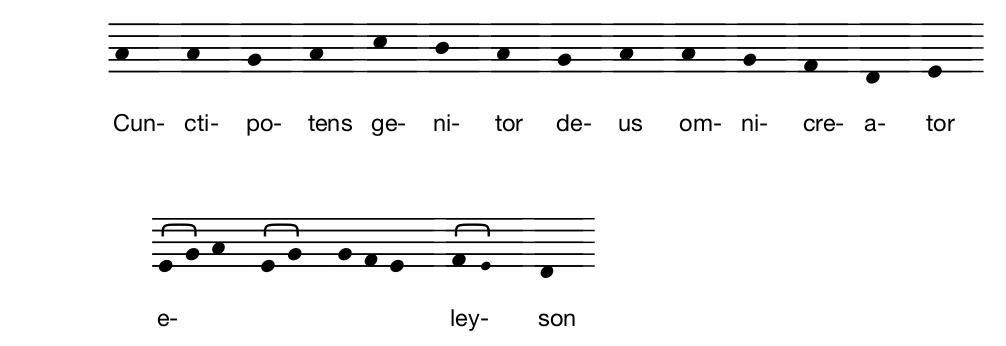 Cun- cti- po- tens ge- ni- tor de- us om- ni- cre- a- tor
e- ley- son